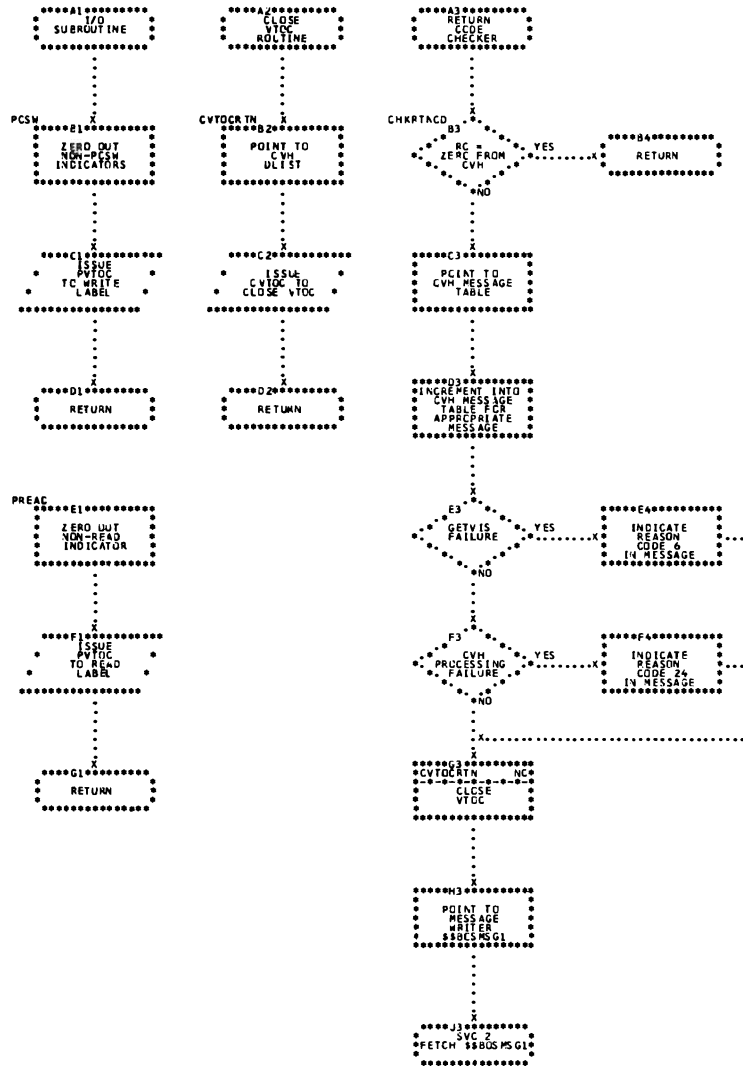 A1
I/O
SUBROUTINE
A2
CLOSE
VTOC
ROUTINE
A3
RETURN
CODE
CHECKER
PCSW
B1
ZERO OUT
NON-PCSW
INDICATORS
CVTOCRTN
B2
POINT TO
CVH
DLIST
CHKRTNCD
B3
RC =
ZERO FROM
CVH
YES
NO
B4
RETURN
C1
ISSUE
PVTOC
TO WRITE
LABEL
C2
ISSUE
CVTOC TO
CLOSE VTOC
C3
POINT TO
CVH MESSAGE
TABLE
D1
RETURN
D2
RETURN
D3
INCREMENT INTO
CVH MESSAGE
TABLE FOR
APPROPRIATE
MESSAGE
PREAD
E1
ZERO OUT
NON-READ
INDICATOR
E3
GETVIS
FAILURE
YES
NO
E4
INDICATE
REASON
CODE 6
IN MESSAGE
F1
ISSUE
PVTOC
TO READ
LABEL
F3
CVH
PROCESSING
FAILURE
YES
NO
F4
INDICATE
REASON
CODE 24
IN MESSAGE
G1
RETURN
G3
CVTOCRTN NC
CLOSE
VTOC
H3
POINT TO
MESSAGE
WRITER
$$BCSMSG1
J3
SVC 2
FETCH $$BOSMSG1